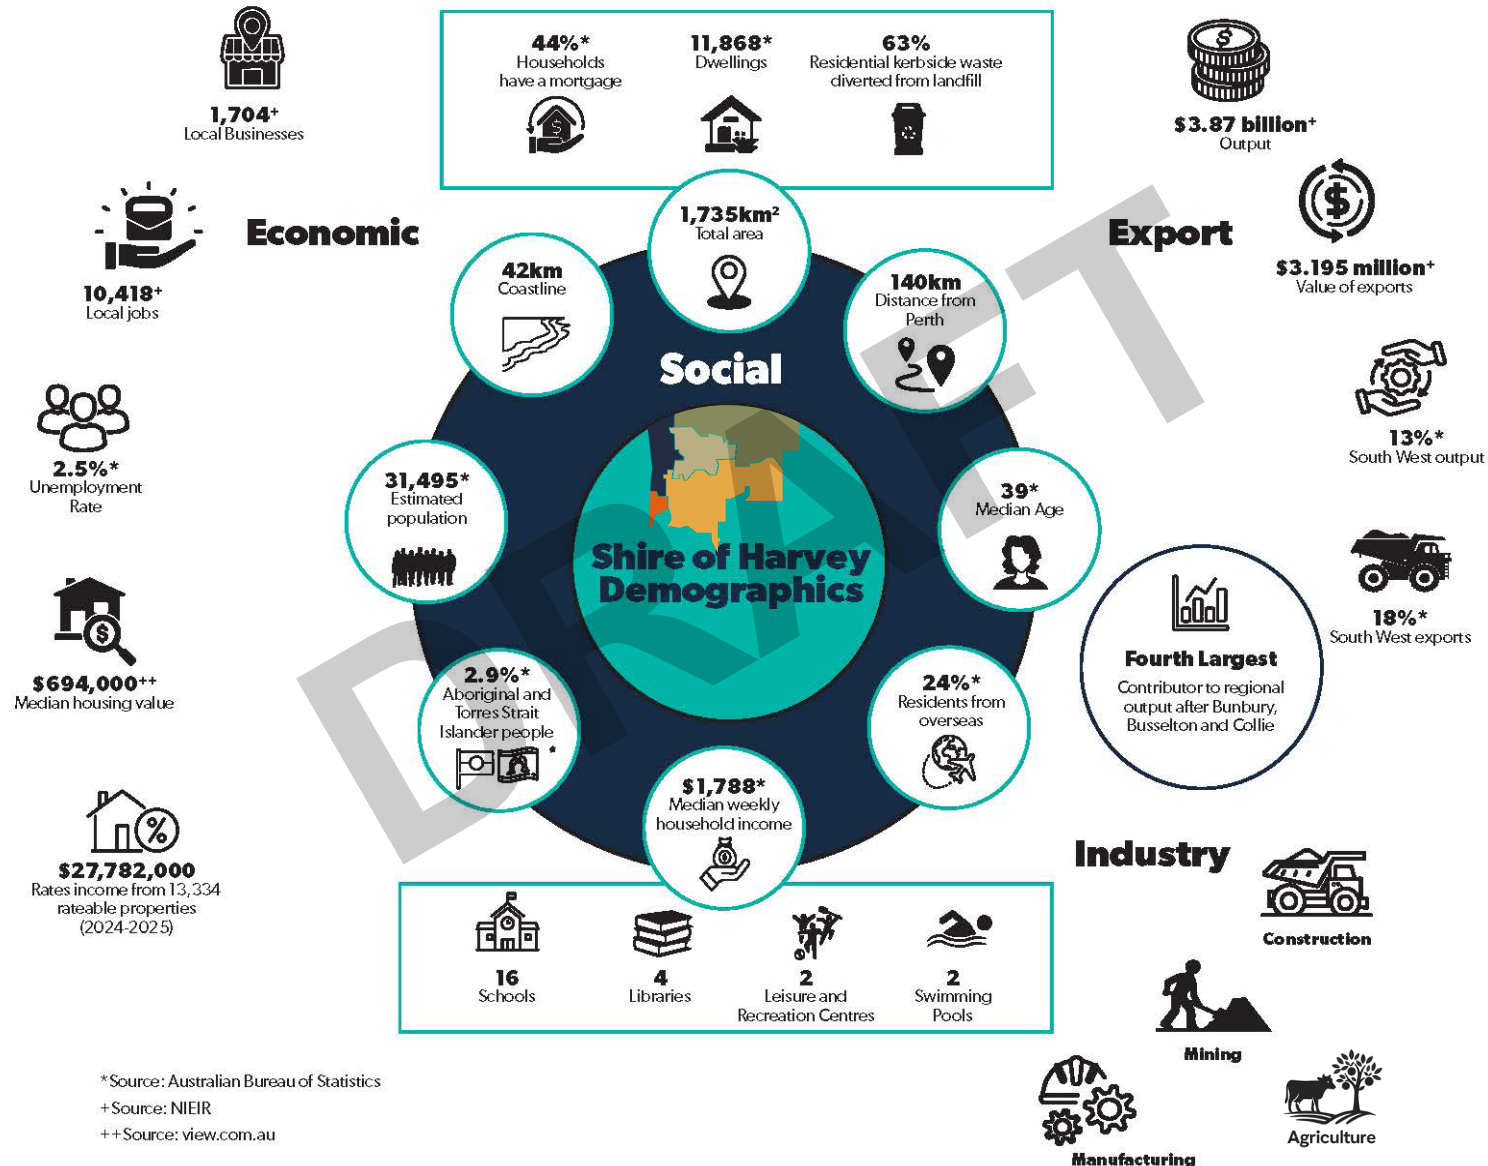 44%*
Households
have a mortgage
11,868*
Dwellings
63%
Residential kerbside waste
diverted from landfill
1,704+
Local Businesses
$3.87 billion+
Output
Economic
Export
10,418+
Local jobs
$3.195 million+
Value of exports
2.5%*
Unemployment
Rate
13%*
South West output
$694,000++
Median housing value
18%*
South West exports
$27,782,000
Rates income from 13,334
rateable properties
(2024-2025)
1,735km²
Total area
42km
Coastline
140km
Distance from
Perth
Social
31,495*
Estimated
population
39*
Median Age
Shire of Harvey
Demographics
2.9%*
Aboriginal and
Torres Strait
Islander people
*
24%*
Residents from
overseas
$1,788*
Median weekly
household income
Fourth Largest
Contributor to regional
output after Bunbury,
Busselton and Collie
16
Schools
4
Libraries
2
Leisure and
Recreation Centres
2
Swimming
Pools
Industry
Construction
Mining
Manufacturing
Agriculture
*Source: Australian Bureau of Statistics
+Source: NIEIR
++Source: view.com.au
DRAFT